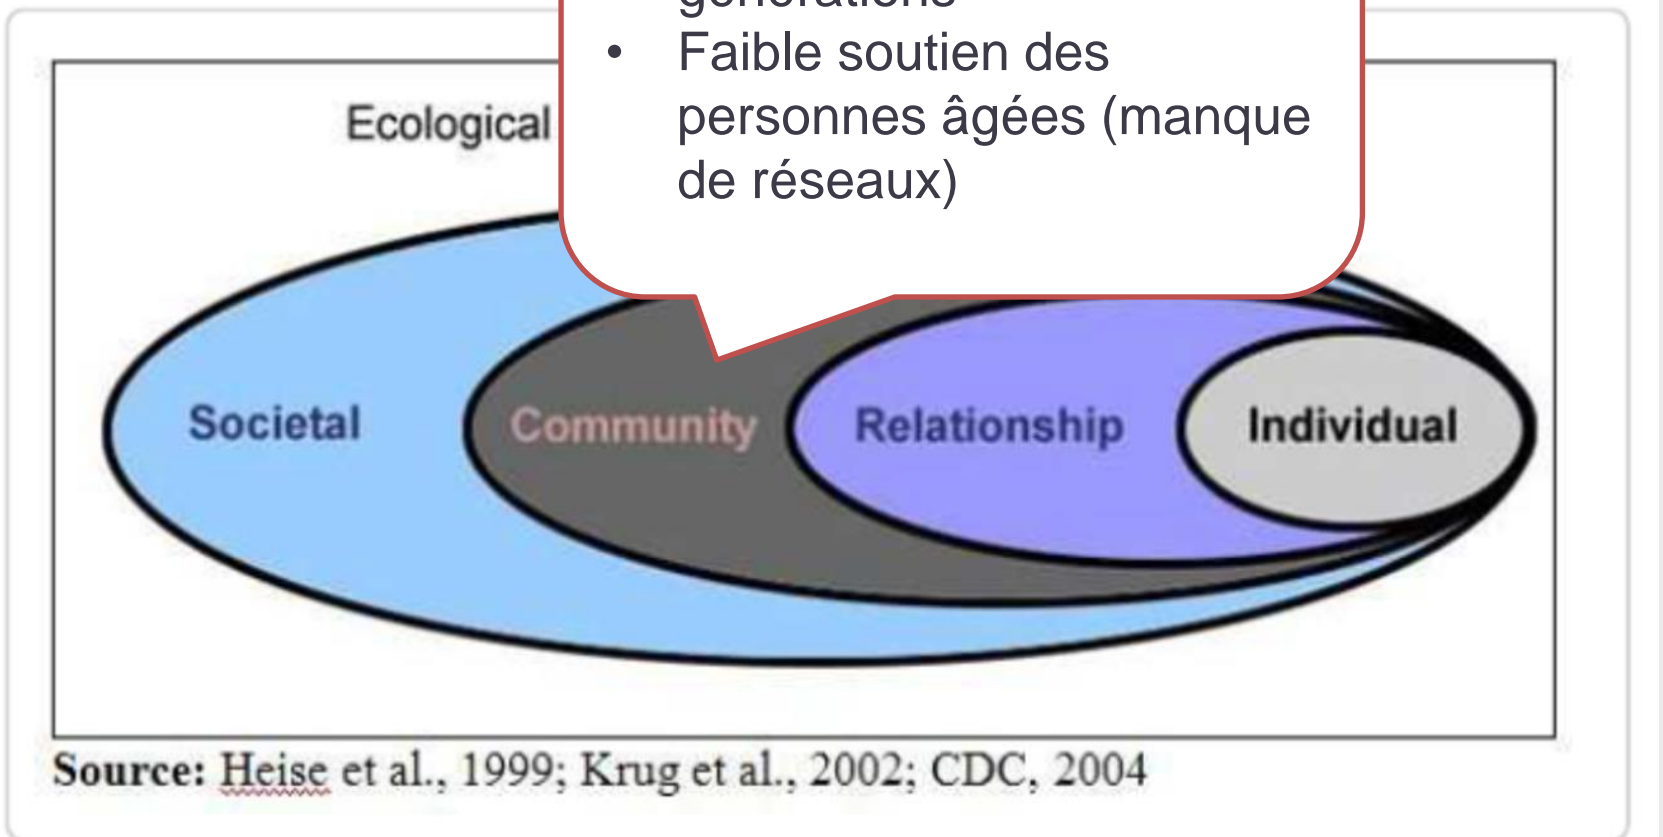 générations
• Faible soutien des
personnes âgées (manque
de réseaux)
Ecological
Societal
Community
Relationship
Individual
Source: Heise et al., 1999; Krug et al., 2002; CDC, 2004